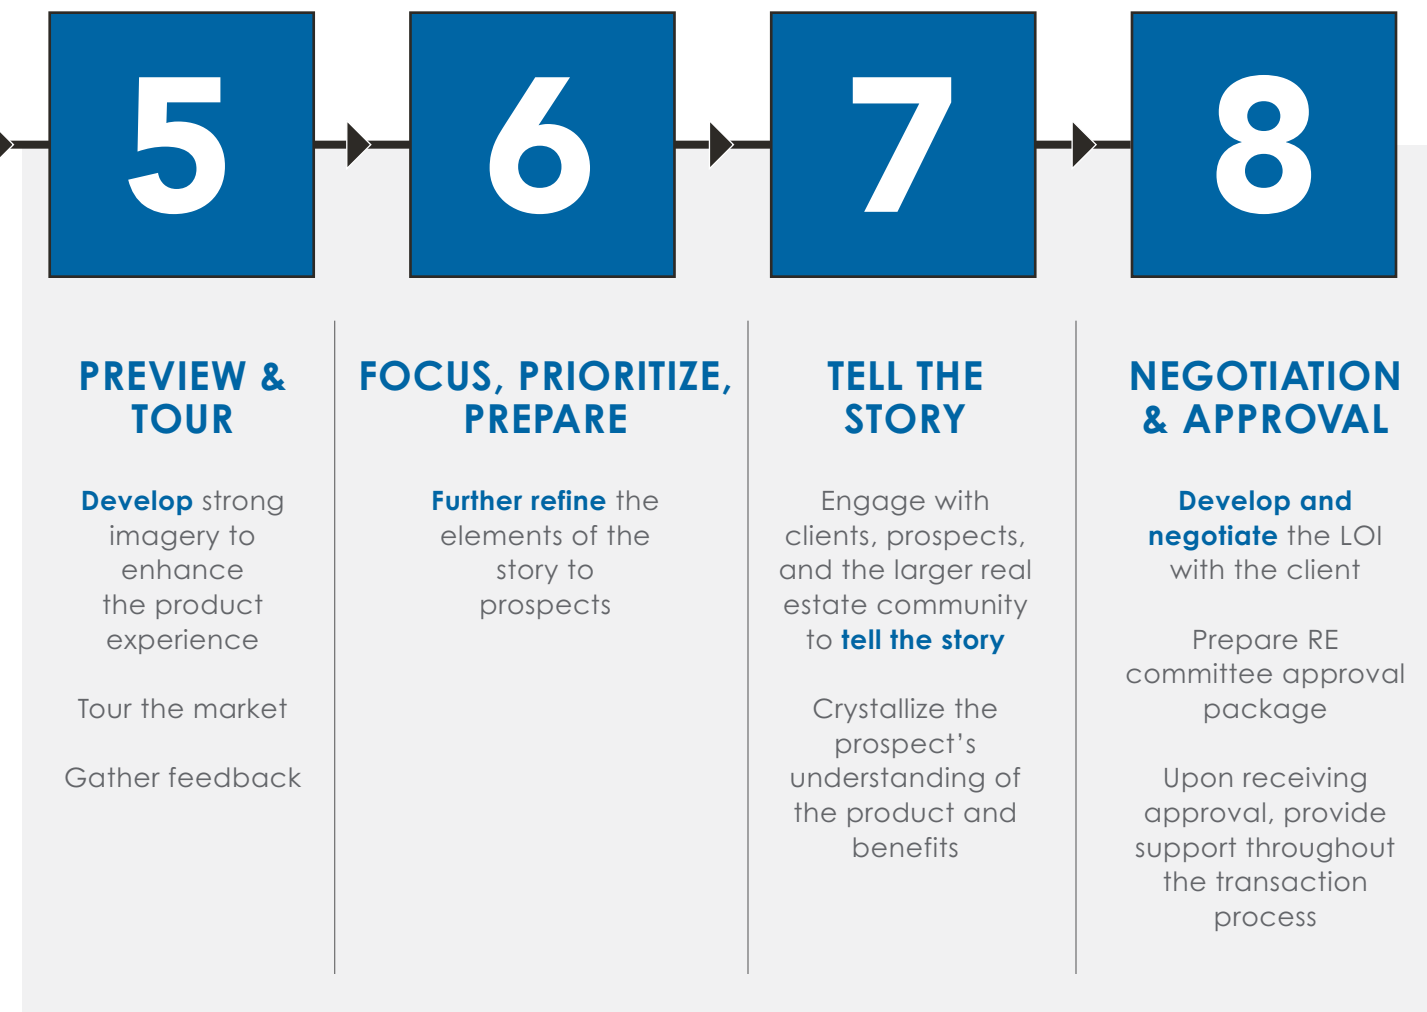 5
PREVIEW &
TOUR
Develop strong
imagery to
enhance
the product
experience
Tour the market
Gather feedback
6
FOCUS, PRIORITIZE,
PREPARE
Further refine the
elements of the
story to
prospects
7
TELL THE
STORY
Engage with
clients, prospects,
and the larger real
estate community
to tell the story
Crystallize the
prospect’s
understanding of
the product and
benefits
8
NEGOTIATION
& APPROVAL
Develop and
negotiate the LOI
with the client
Prepare RE
committee approval
package
Upon receiving
approval, provide
support throughout
the transaction
process